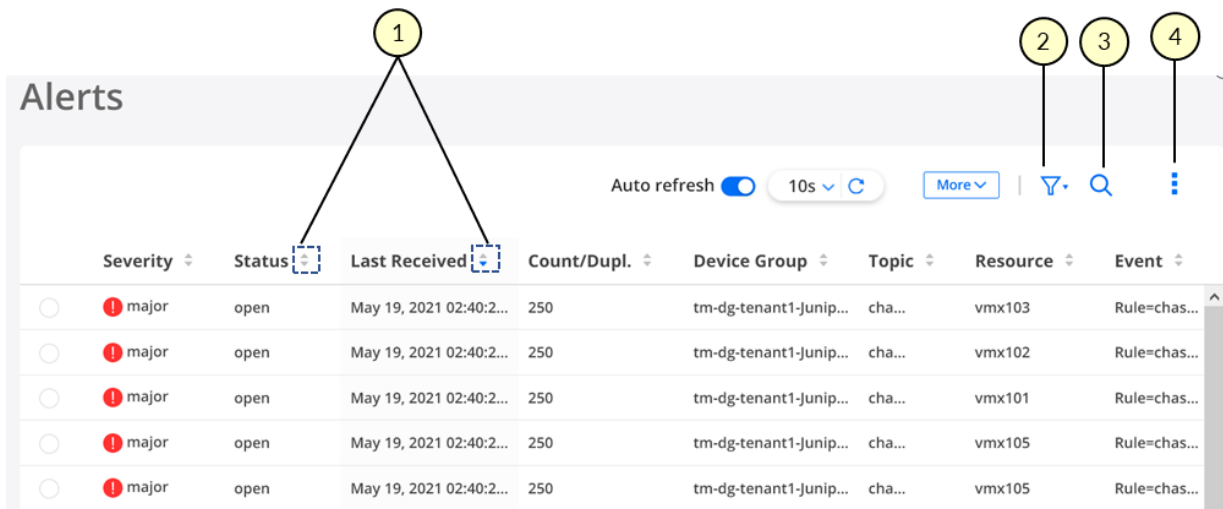 1
2 3 4
Alerts
Auto refresh 10s More
Severity Status Last Received Count/Dupl. Device Group Topic Resource Event
major open May 19, 2021 02:40:2... 250 tm-dg-tenant1-Junip... cha... vmx103 Rule=chas...
major open May 19, 2021 02:40:2... 250 tm-dg-tenant1-Junip... cha... vmx102 Rule=chas...
major open May 19, 2021 02:40:2... 250 tm-dg-tenant1-Junip... cha... vmx101 Rule=chas...
major open May 19, 2021 02:40:2... 250 tm-dg-tenant1-Junip... cha... vmx105 Rule=chas...
major open May 19, 2021 02:40:2... 250 tm-dg-tenant1-Junip... cha... vmx105 Rule=chas...